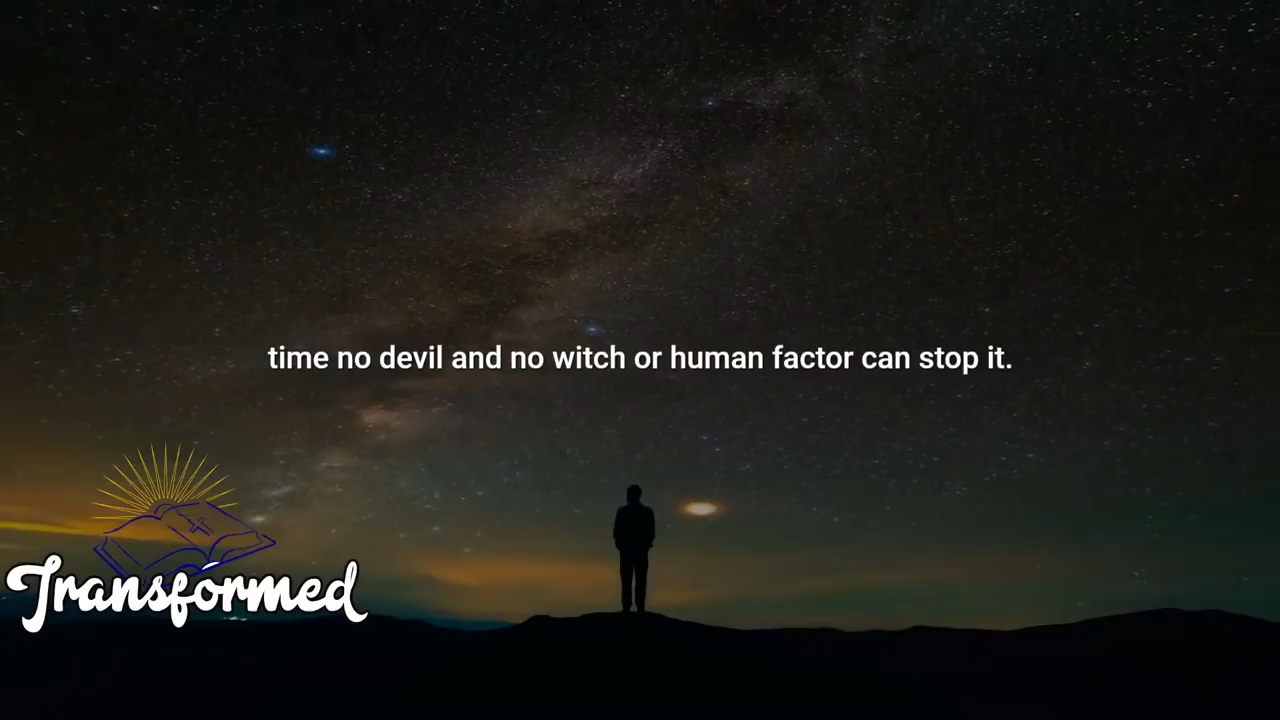 time no devil and no witch or human factor can stop it.
Transformed